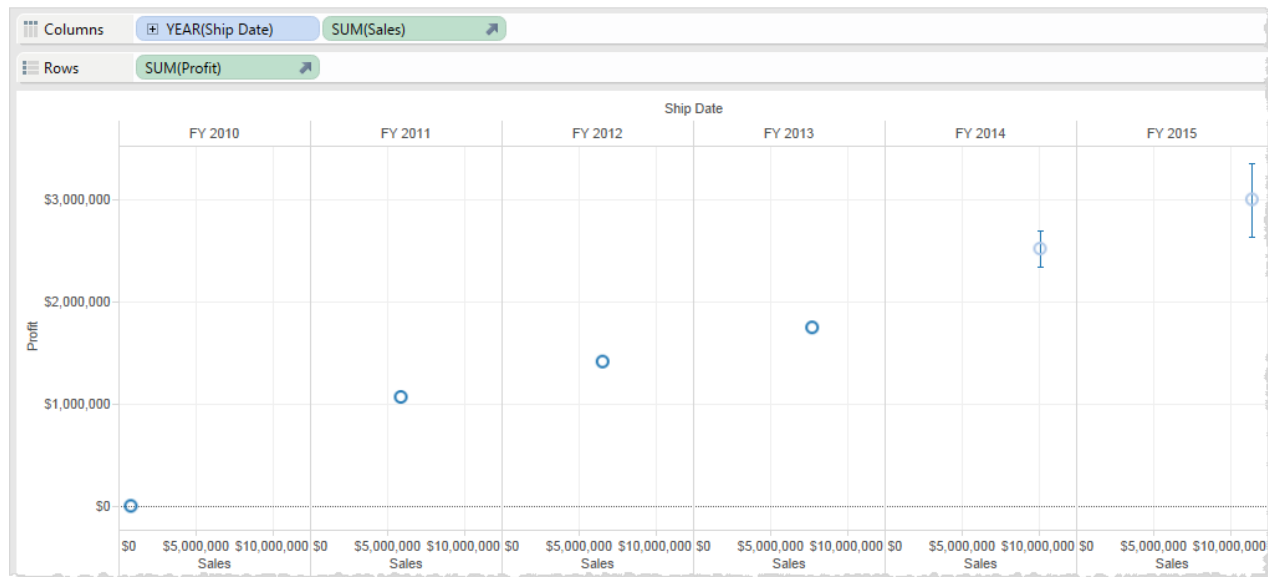 Columns YEAR(Ship Date) SUM(Sales)
Rows SUM(Profit)
Ship Date
FY 2010 FY 2011 FY 2012 FY 2013 FY 2014 FY 2015
$3,000,000
$2,000,000
Profit
$1,000,000
$0
$0 $5,000,000 $10,000,000 $0 $5,000,000 $10,000,000 $0 $5,000,000 $10,000,000 $0 $5,000,000 $10,000,000 $0 $5,000,000 $10,000,000 $0 $5,000,000 $10,000,000
Sales Sales Sales Sales Sales Sales